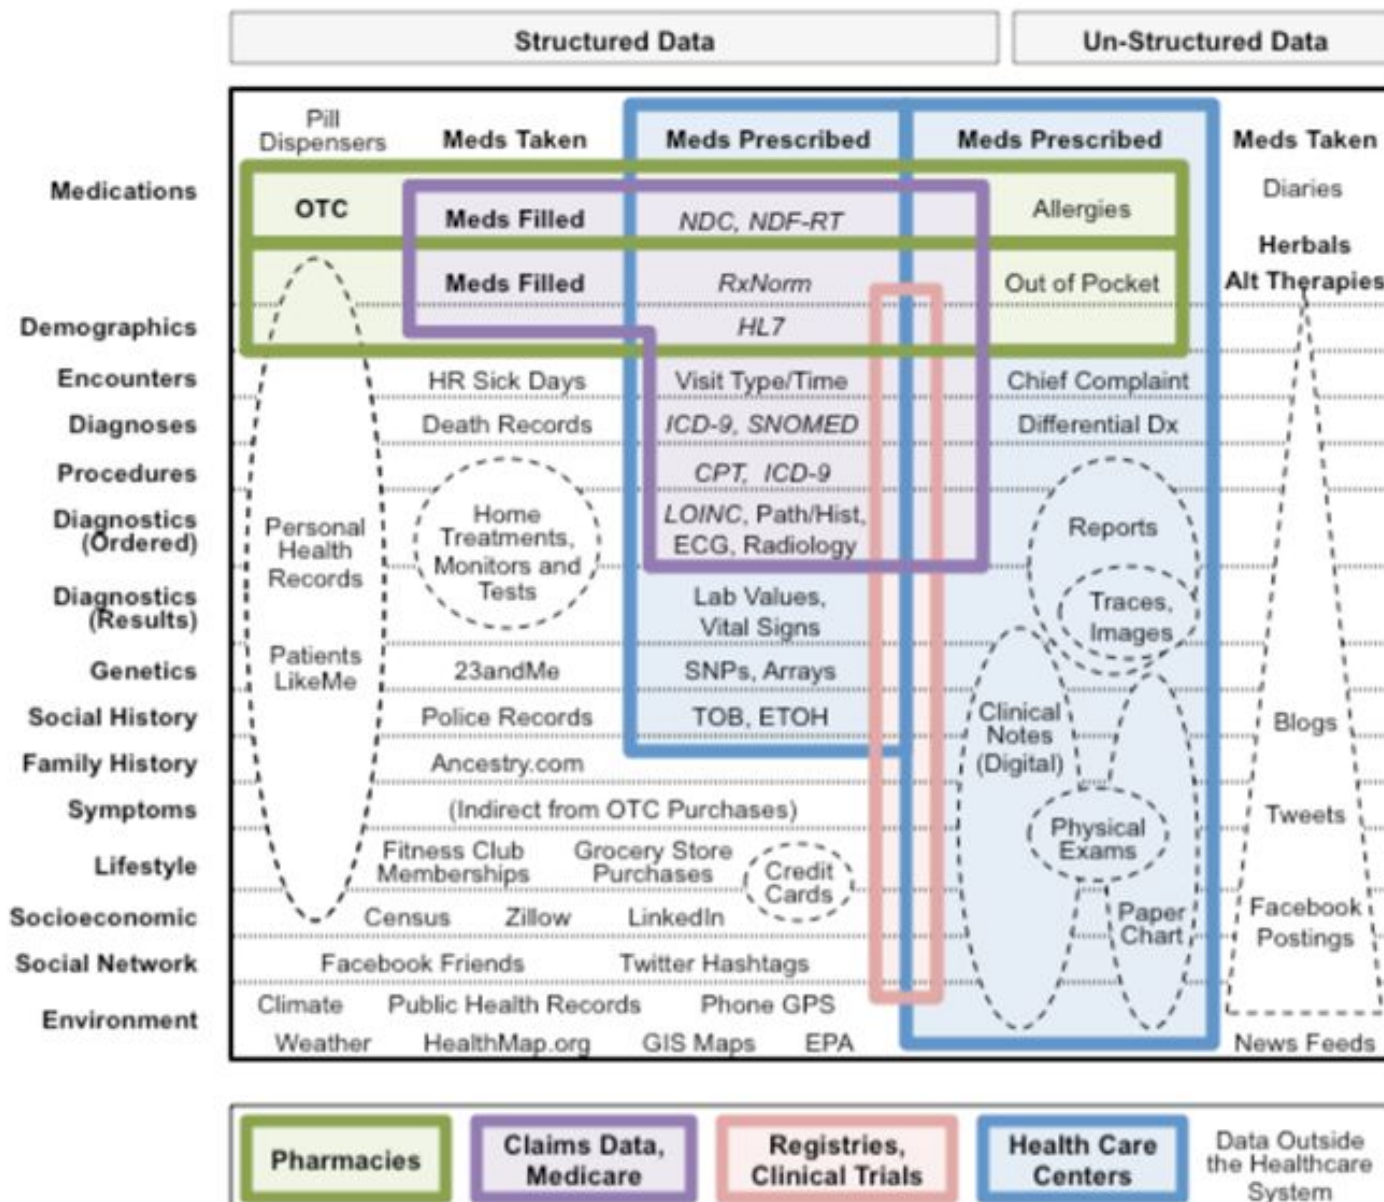 Structured Data
Un-Structured Data
Pill
Dispensers
Meds Taken
Meds Prescribed
Meds Prescribed
Meds Taken
Medications
OTC
Meds Filled
NDC, NDF-RT
Allergies
Diaries
Herbals
Meds Filled
RxNorm
Out of Pocket
Alt Therapies
Demographics
HL7
Encounters
HR Sick Days
Visit Type/Time
Chief Complaint
Diagnoses
Death Records
ICD-9, SNOMED
Differential Dx
Procedures
CPT, ICD-9
Diagnostics
(Ordered)
Personal
Health
Records
Home
Treatments,
Monitors and
Tests
LOINC, Path/Hist,
ECG, Radiology
Reports
Diagnostics
(Results)
Lab Values,
Vital Signs
Traces,
Images
Genetics
Patients
LikeMe
23andMe
SNPs, Arrays
Social History
Police Records
TOB, ETOH
Clinical
Notes
(Digital)
Blogs
Family History
Ancestry.com
Symptoms
(Indirect from OTC Purchases)
Physical
Exams
Tweets
Lifestyle
Fitness Club
Memberships
Grocery Store
Purchases
Credit
Cards
Socioeconomic
Census
Zillow
LinkedIn
Paper
Chart
Facebook
Postings
Social Network
Facebook Friends
Twitter Hashtags
Environment
Climate
Public Health Records
Phone GPS
Weather
HealthMap.org
GIS Maps
EPA
News Feeds
Pharmacies
Claims Data,
Medicare
Registries,
Clinical Trials
Health Care
Centers
Data Outside
the Healthcare
System